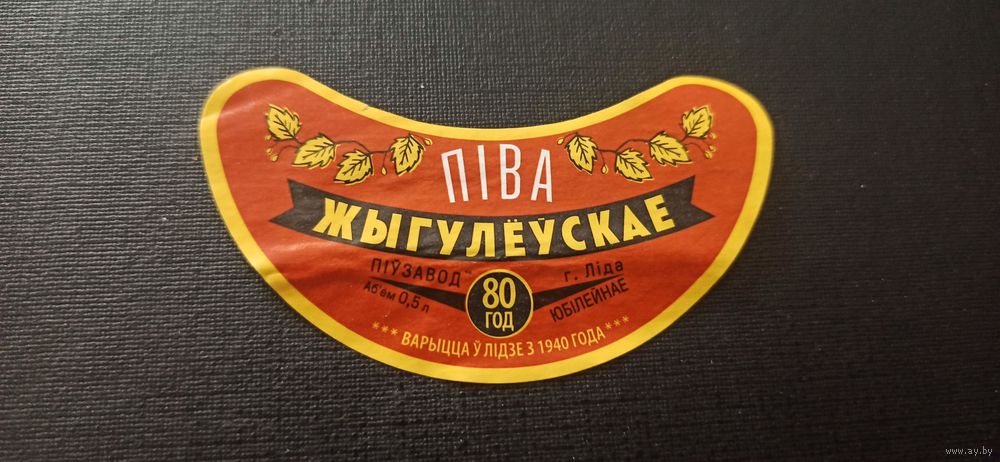 ПІВА
ЖЫГУЛЁЎСКАЕ
ПІЎЗАВОД г. Ліда
Аб'ём 0,5 л ЮБІЛЕЙНАЕ
80
ГОД
*** ВАРЫЦЦА Ў ЛІДЗЕ З 1940 ГОДА ***
www.ay.by